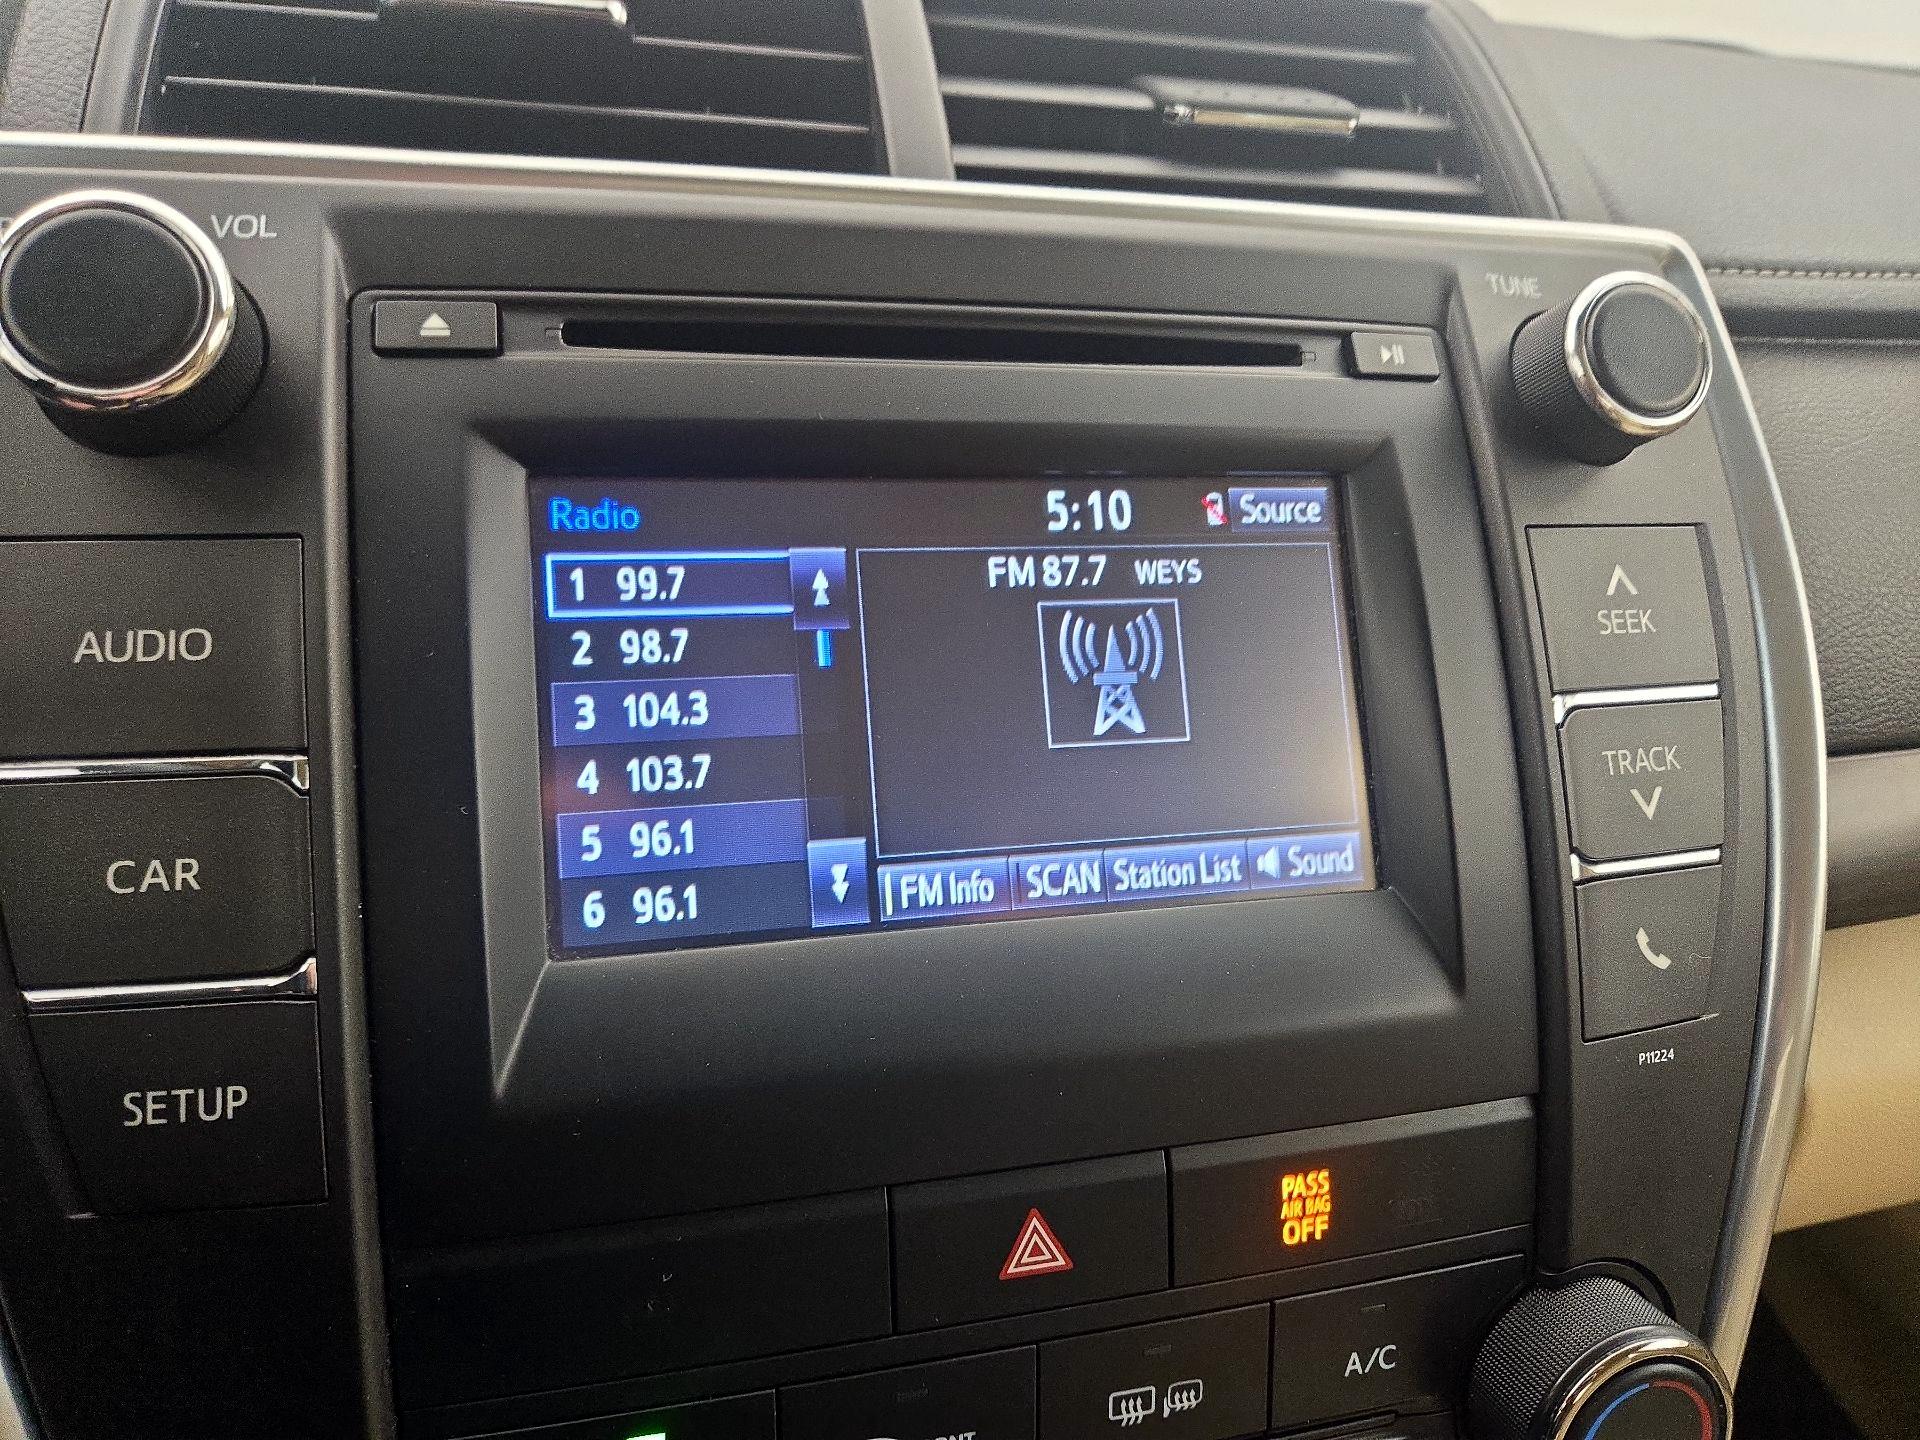 VOL
TUNE
Radio
5:10
Source
1 99.7
2 98.7
3 104.3
4 103.7
5 96.1
6 96.1
FM 87.7 WEYS
FM Info
SCAN
Station List
Sound
AUDIO
CAR
SETUP
SEEK
TRACK
P11224
PASS
AIR BAG
OFF
A/C